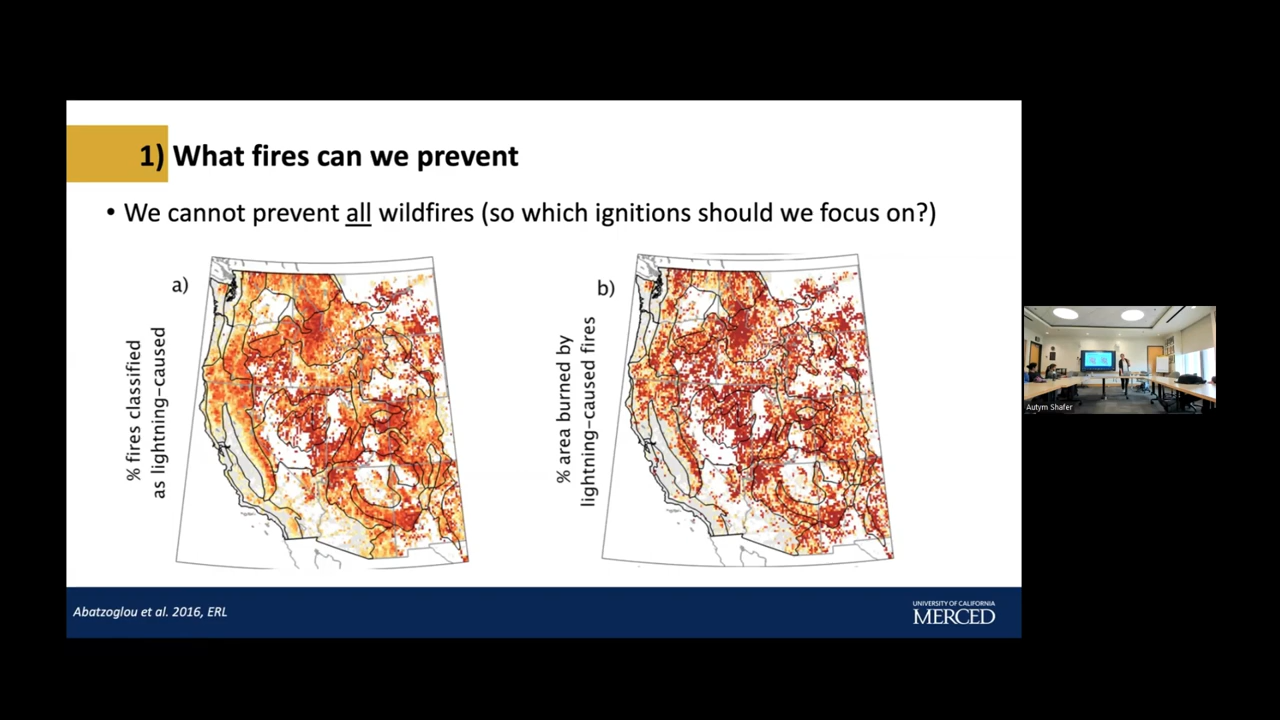 1) What fires can we prevent
• We cannot prevent all wildfires (so which ignitions should we focus on?)
a)
% fires classified
as lightning-caused
b)
% area burned by
lightning-caused fires
Autym Shafer
Abatzoglou et al. 2016, ERL
UNIVERSITY OF CALIFORNIA
MERCED